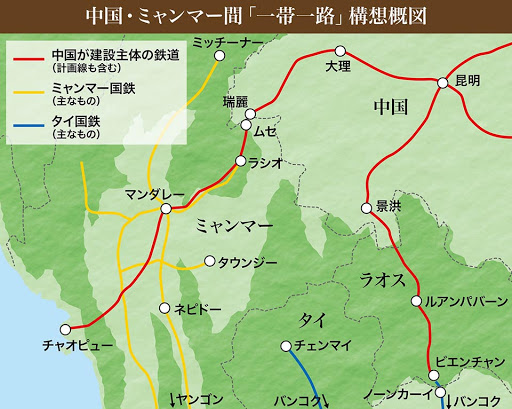 中国・ミャンマー間「一帯一路」構想概図
中国が建設主体の鉄道
(計画線も含む)
ミャンマー国鉄
(主なもの)
タイ国鉄
(主なもの)
ミッチーナー
大理
昆明
瑞麗
中国
ムセ
ラシオ
マンダレー
景洪
ミャンマー
タウンジー
ラオス
ルアンパバーン
ネピドー
タイ
チャオピュー
チェンマイ
ビエンチャン
ノーンカーイ
↓ヤンゴン
バンコク↘
↓バンコク